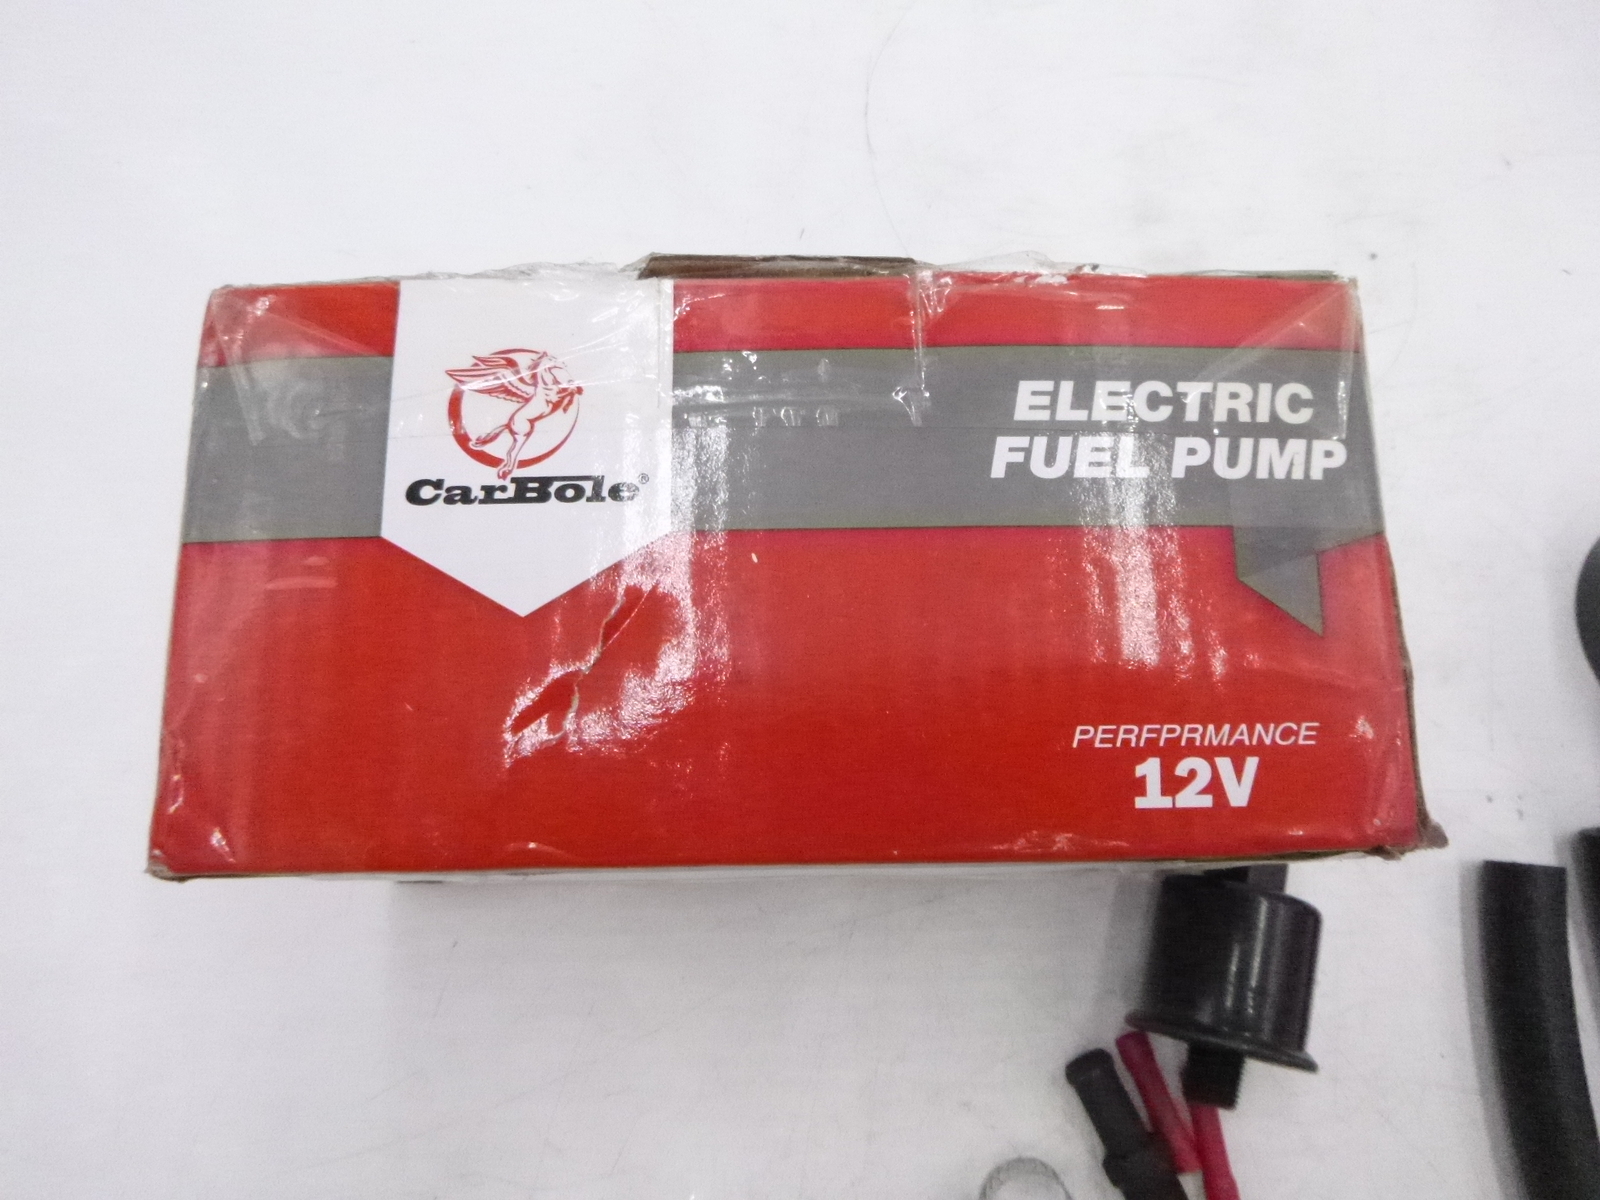 CarBole®
ELECTRIC
FUEL PUMP
PERFPRMANCE
12V